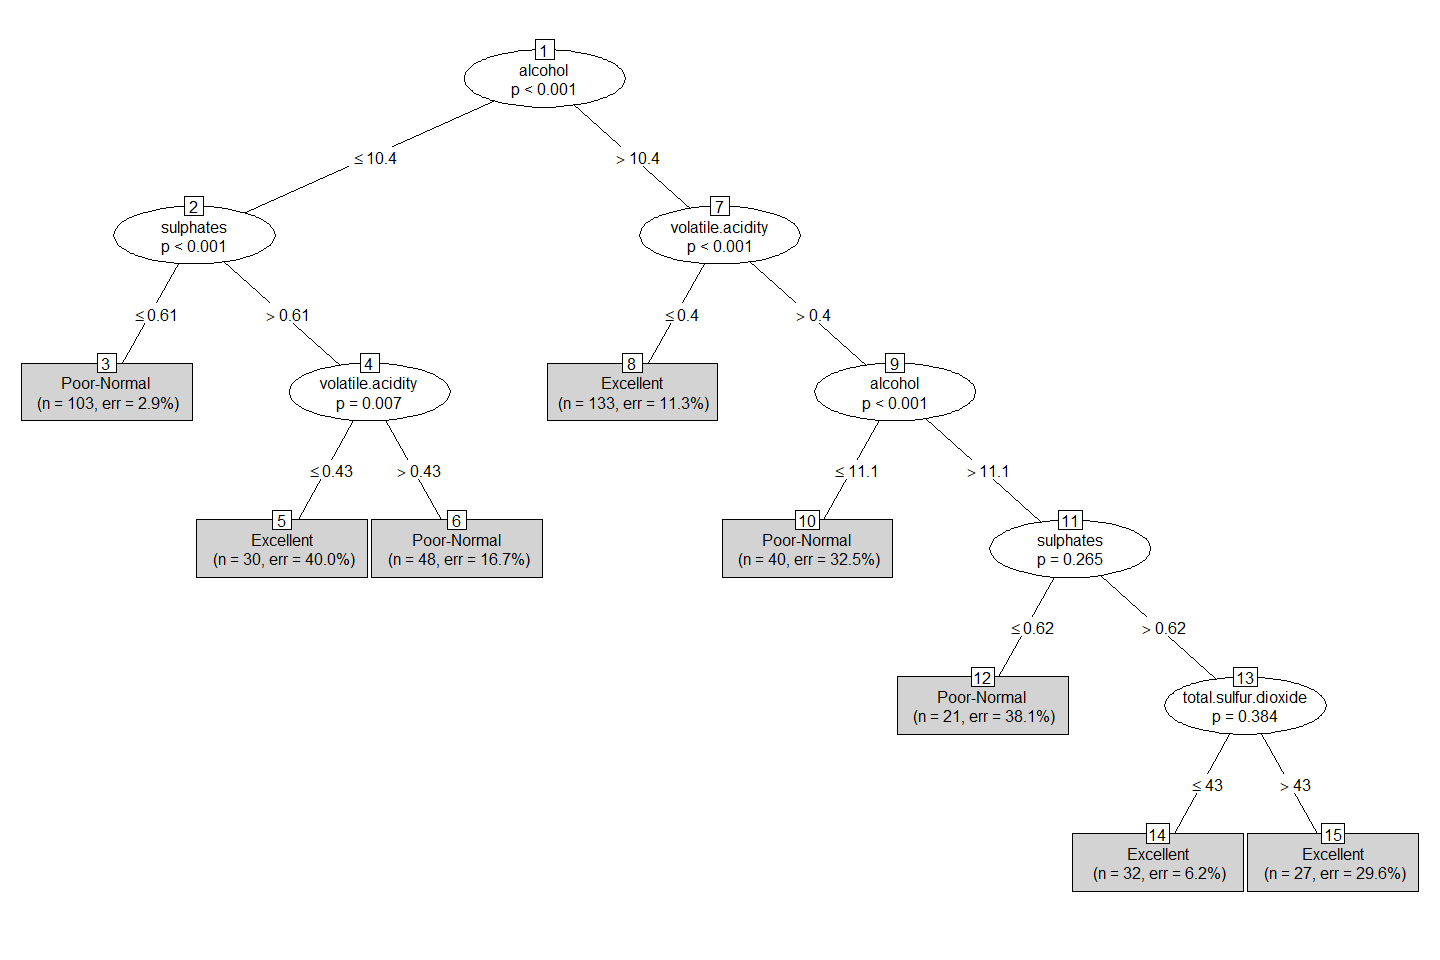 1
alcohol
p < 0.001
≤ 10.4
> 10.4
2
sulphates
p < 0.001
7
volatile.acidity
p < 0.001
≤ 0.61
> 0.61
≤ 0.4
> 0.4
3
Poor-Normal
(n = 103, err = 2.9%)
4
volatile.acidity
p = 0.007
8
Excellent
(n = 133, err = 11.3%)
9
alcohol
p < 0.001
≤ 0.43
> 0.43
≤ 11.1
> 11.1
5
Excellent
(n = 30, err = 40.0%)
6
Poor-Normal
(n = 48, err = 16.7%)
10
Poor-Normal
(n = 40, err = 32.5%)
11
sulphates
p = 0.265
≤ 0.62
> 0.62
12
Poor-Normal
(n = 21, err = 38.1%)
13
total.sulfur.dioxide
p = 0.384
≤ 43
> 43
14
Excellent
(n = 32, err = 6.2%)
15
Excellent
(n = 27, err = 29.6%)